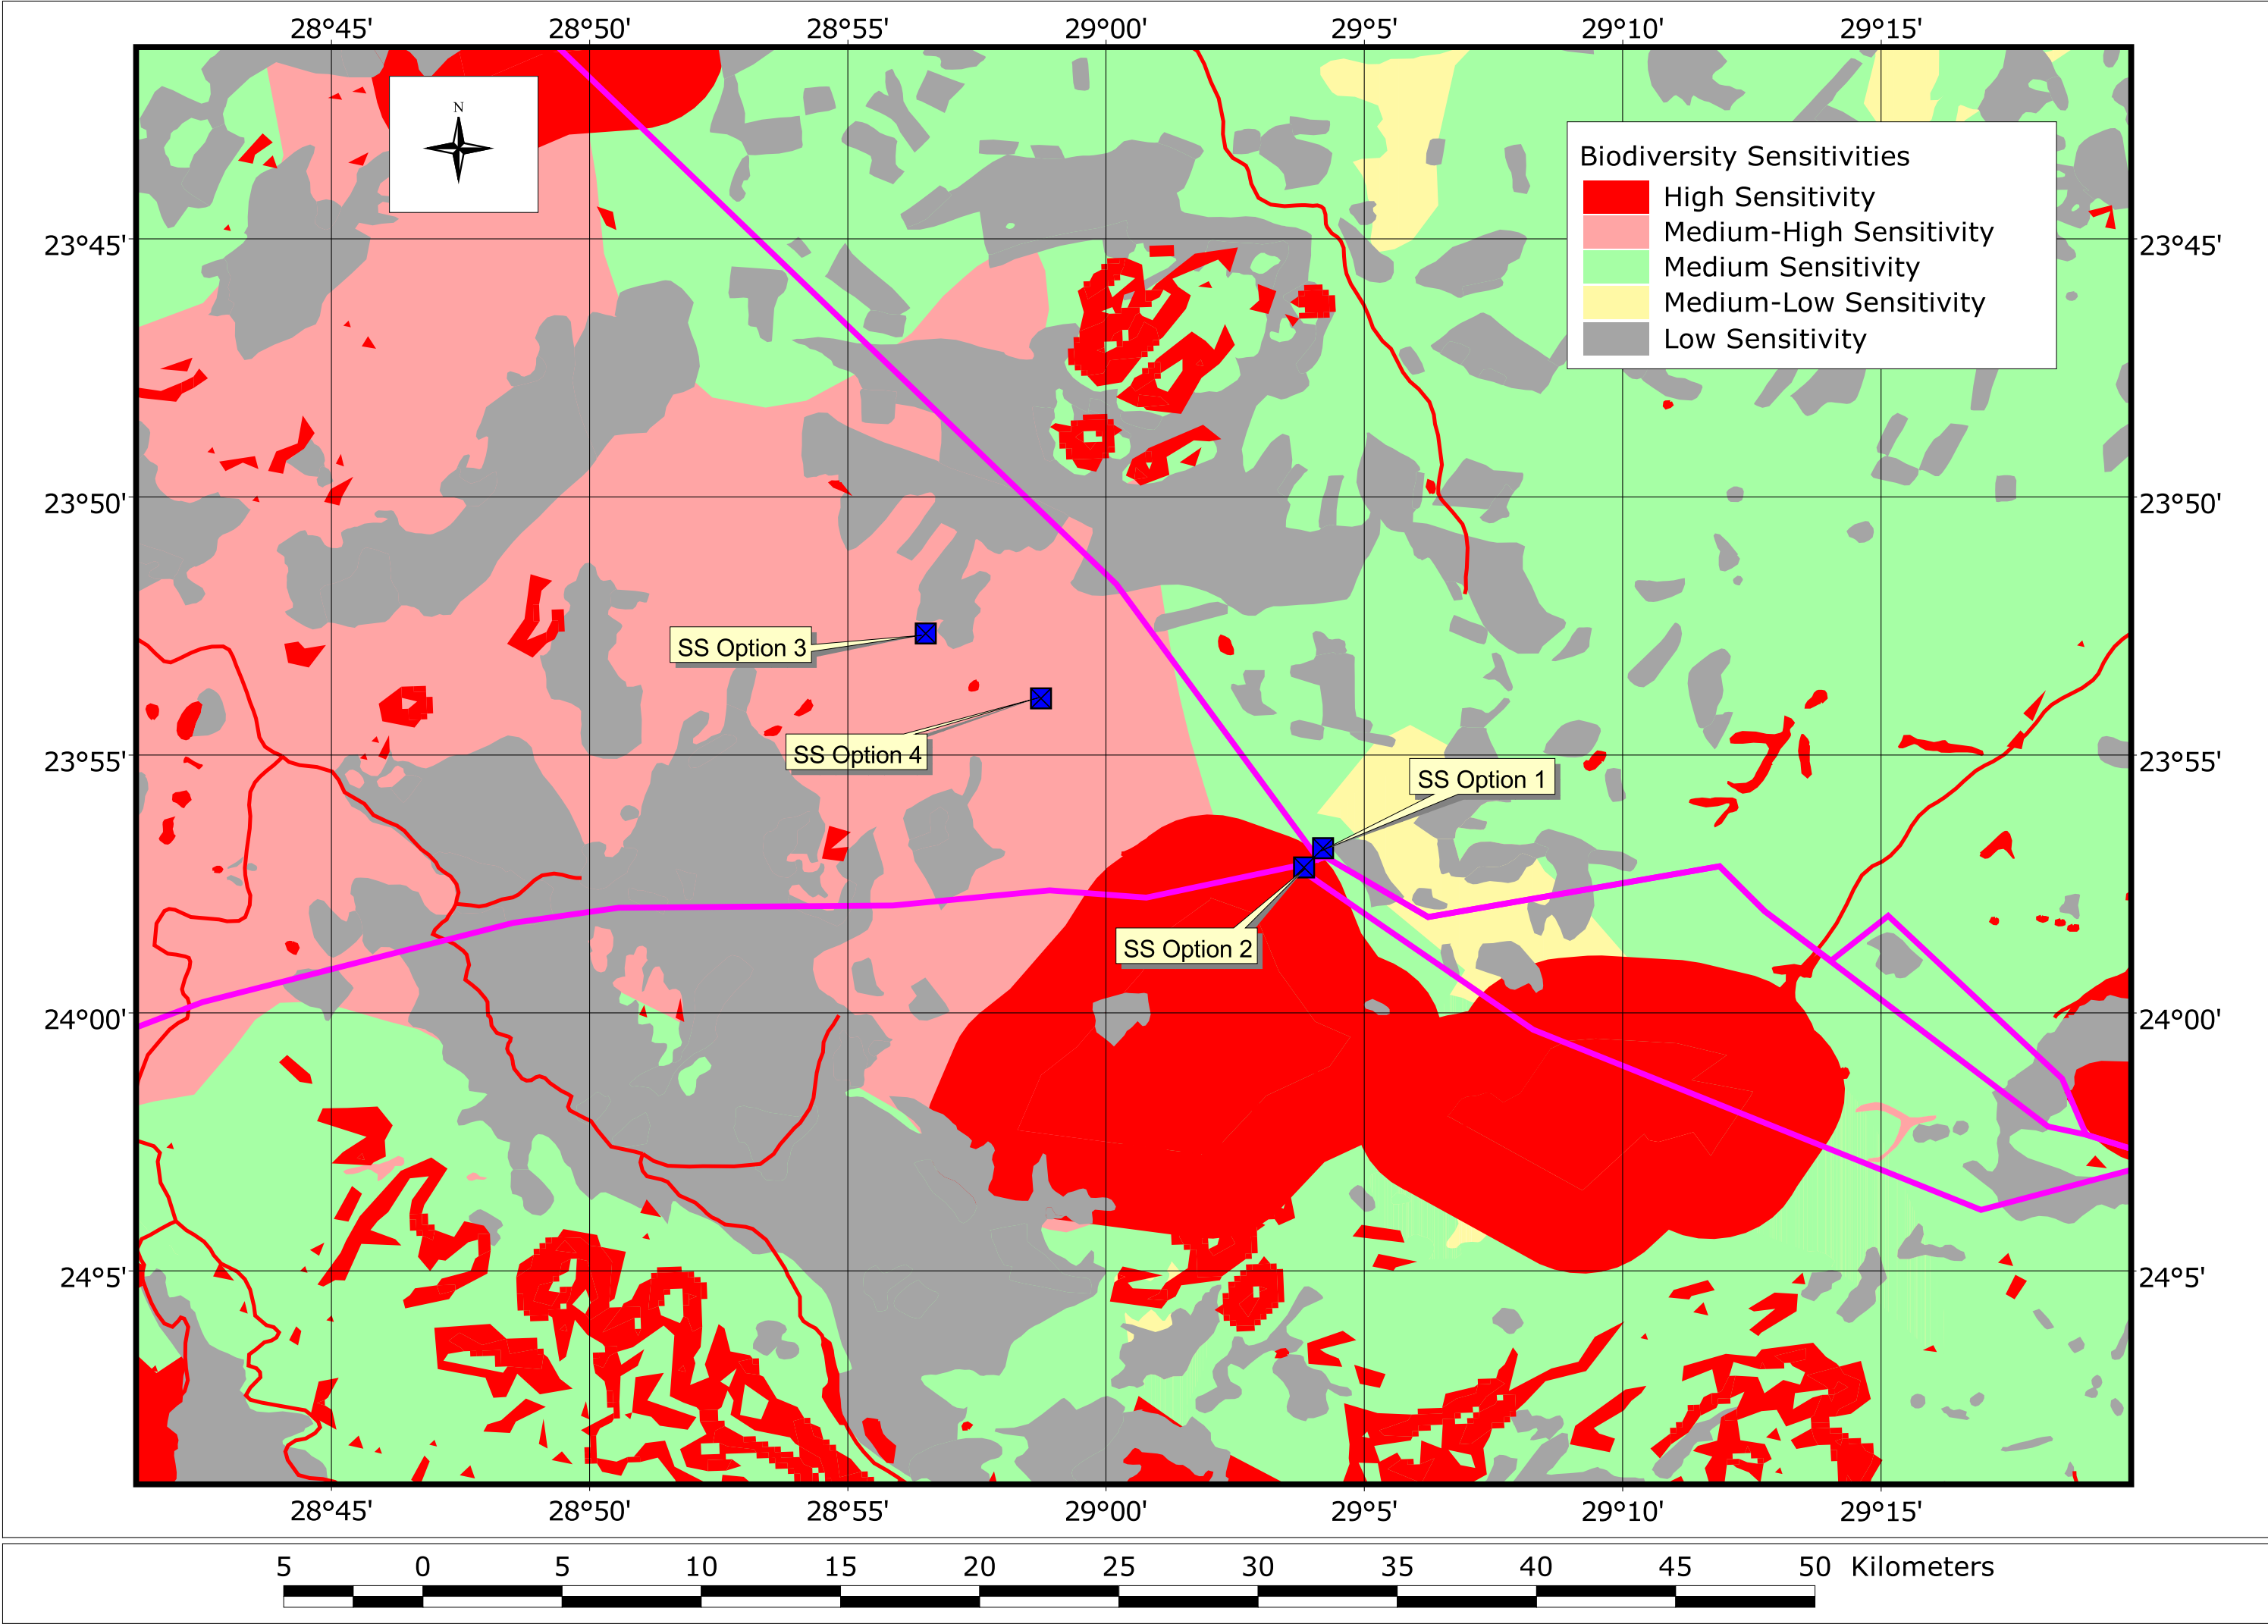 28°45' 28°50' 28°55' 29°00' 29°5' 29°10' 29°15'
N
Biodiversity Sensitivities
High Sensitivity
Medium-High Sensitivity
Medium Sensitivity
Medium-Low Sensitivity
Low Sensitivity
23°45' 23°45'
23°50' 23°50'
SS Option 3
SS Option 4
23°55' 23°55'
SS Option 1
SS Option 2
24°00' 24°00'
24°5' 24°5'
28°45' 28°50' 28°55' 29°00' 29°5' 29°10' 29°15'
5 0 5 10 15 20 25 30 35 40 45 50 Kilometers